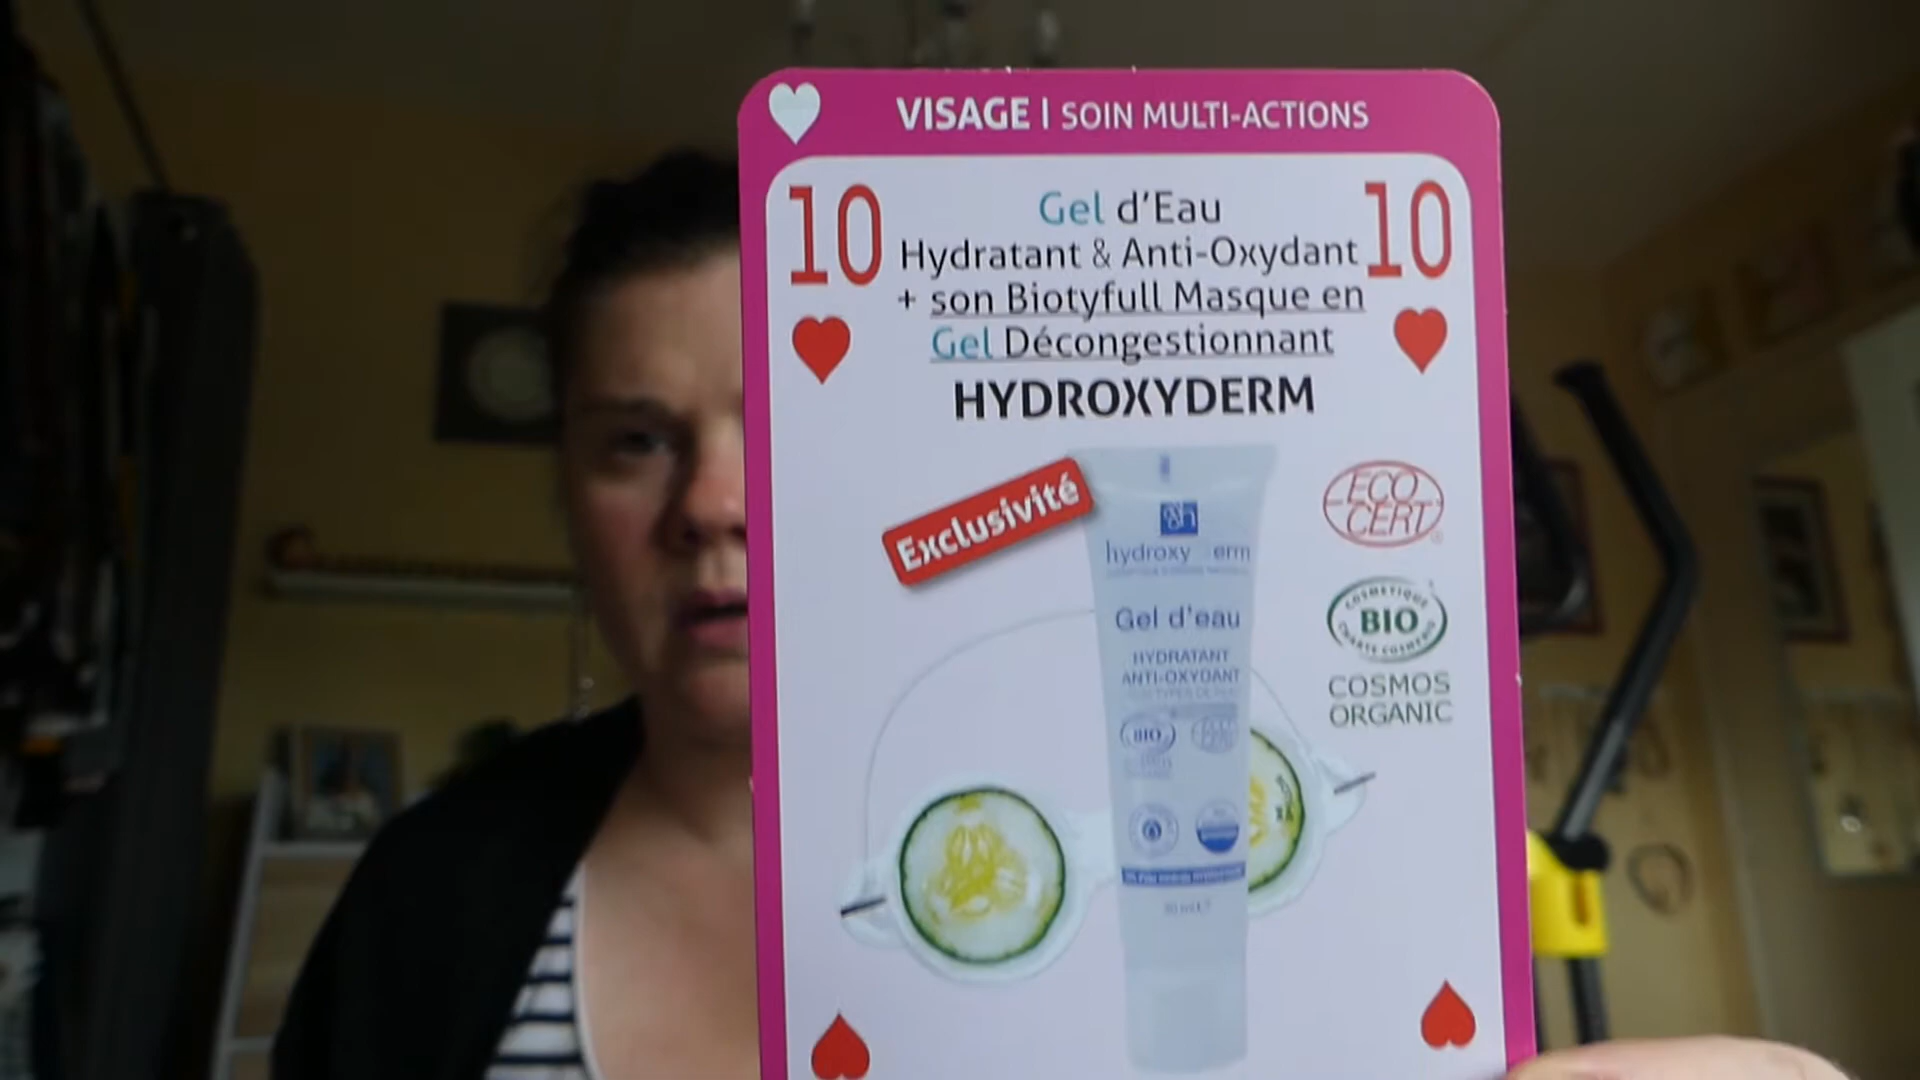 VISAGE | SOIN MULTI-ACTIONS
10 10
Gel d'Eau
Hydratant & Anti-Oxydant
+ son Biotyfull Masque en
Gel Décongestionnant
HYDROXYDERM
Exclusivité
ECO
CERT
COSMETIQUE
BIO
COSMOS
ORGANIC
hydroxy erm
Gel d'eau
HYDRATANT
ANTI-OXYDANT
BIO